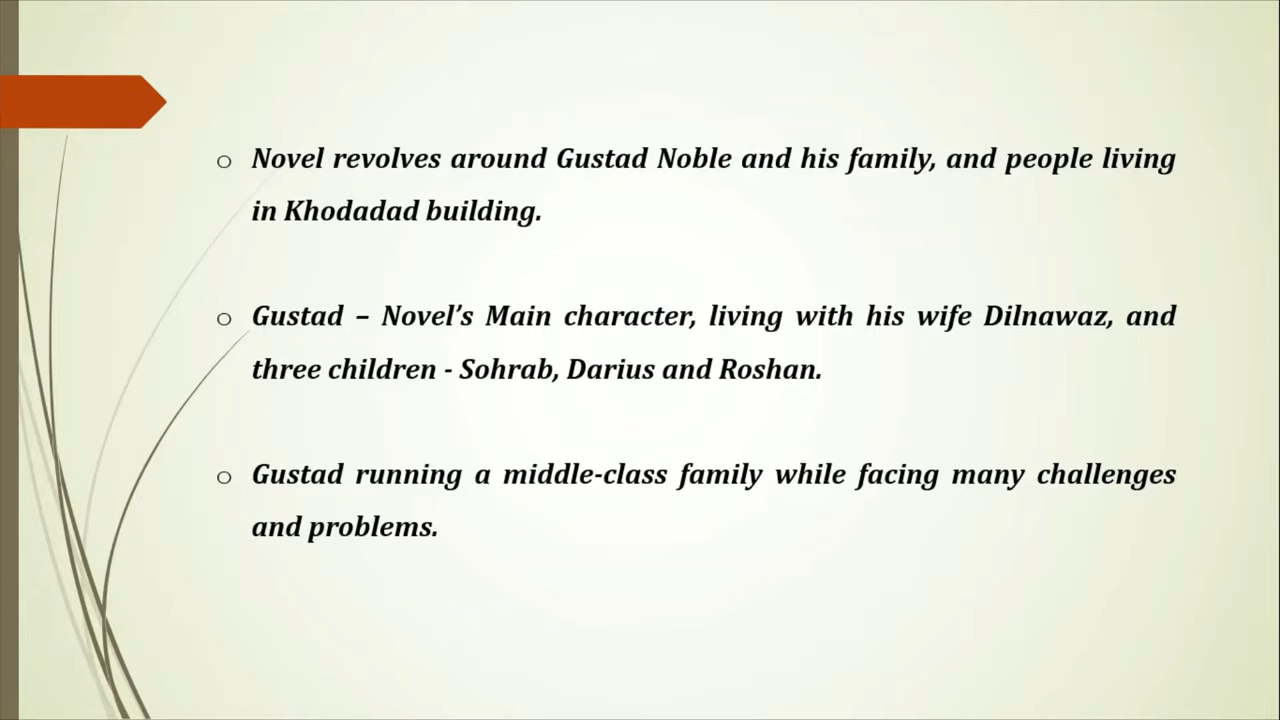 o Novel revolves around Gustad Noble and his family, and people living
in Khodadad building.
o Gustad – Novel’s Main character, living with his wife Dilnawaz, and
three children - Sohrab, Darius and Roshan.
o Gustad running a middle-class family while facing many challenges
and problems.